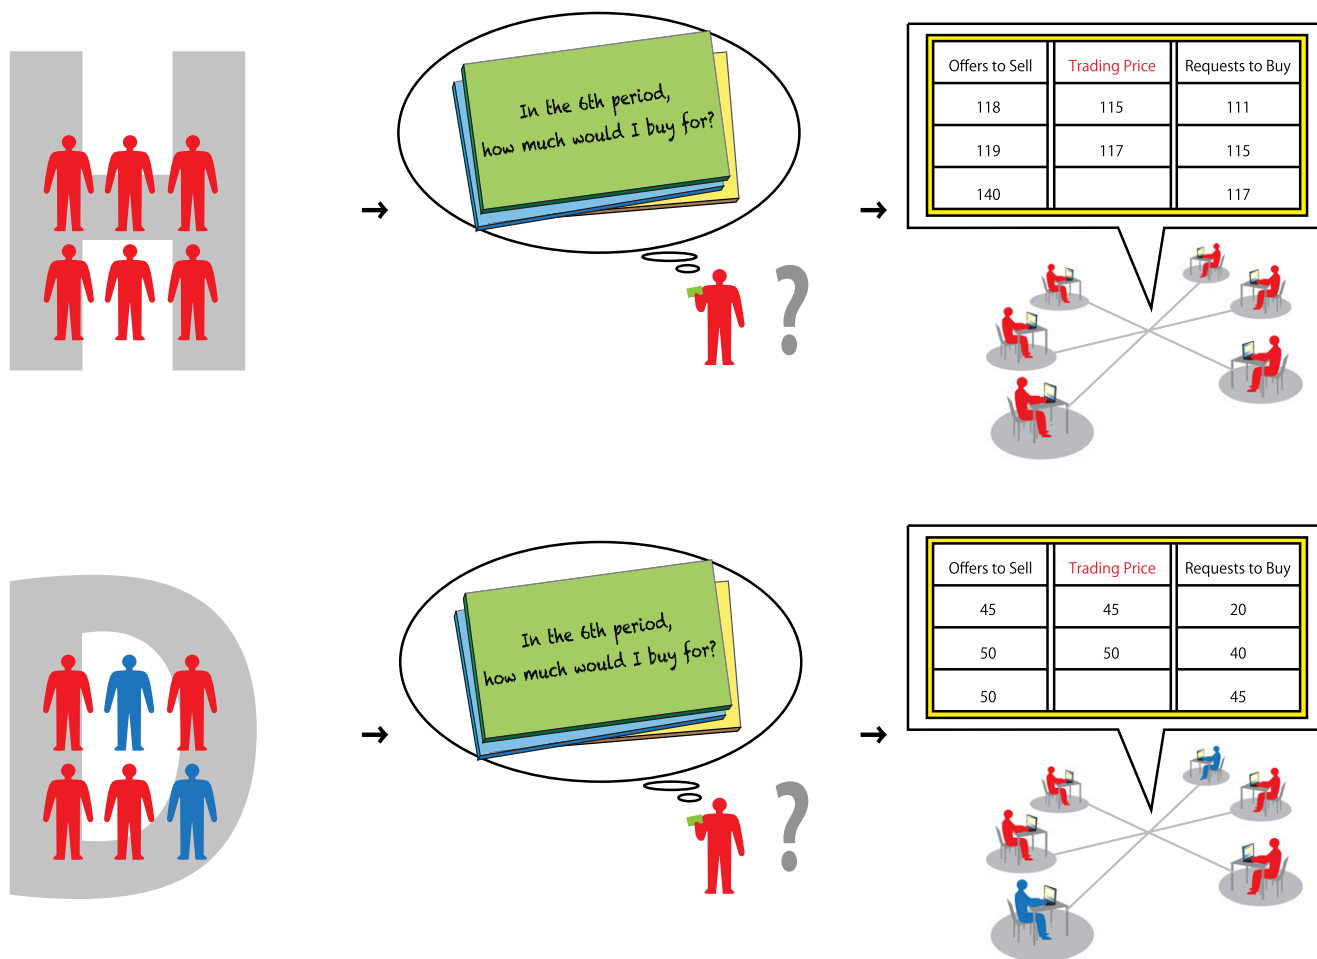 H
In the 6th period,
how much would I buy for?
?
→
→
Offers to Sell Trading Price Requests to Buy
118 115 111
119 117 115
140 117
D
In the 6th period,
how much would I buy for?
?
→
→
Offers to Sell Trading Price Requests to Buy
45 45 20
50 50 40
50 45